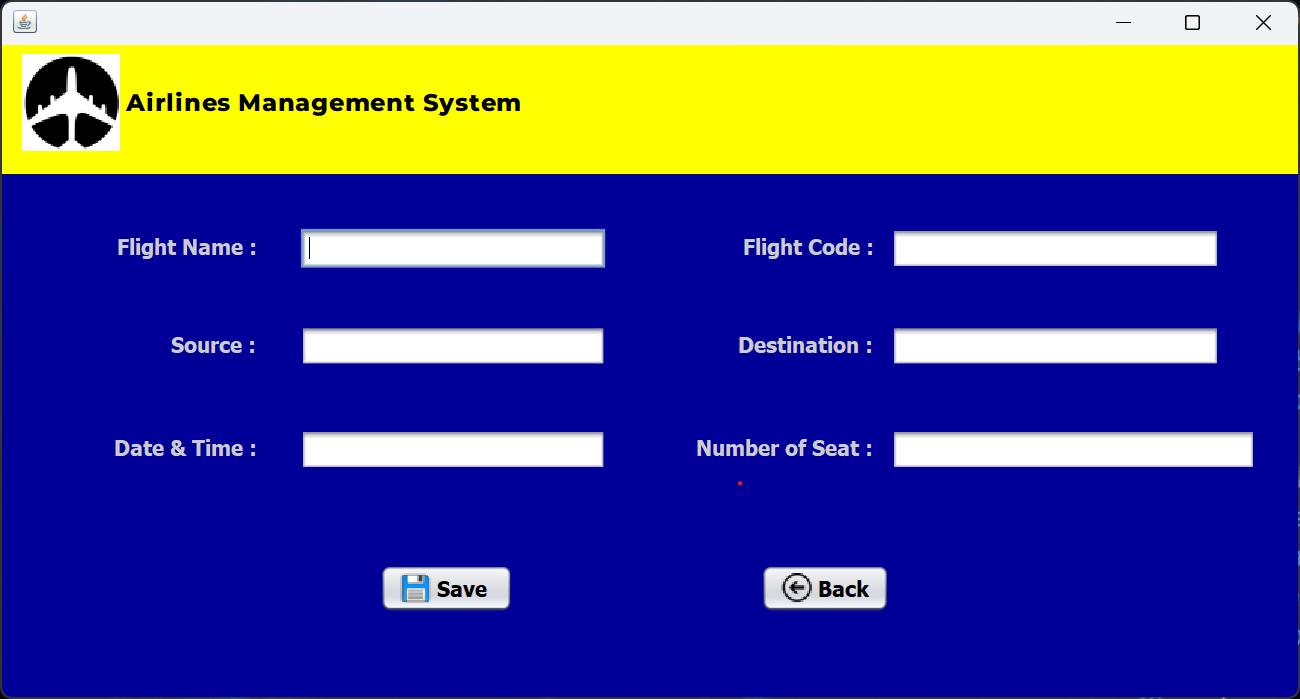 Airlines Management System
Flight Name :
Flight Code :
Source :
Destination :
Date & Time :
Number of Seat :
Save
Back